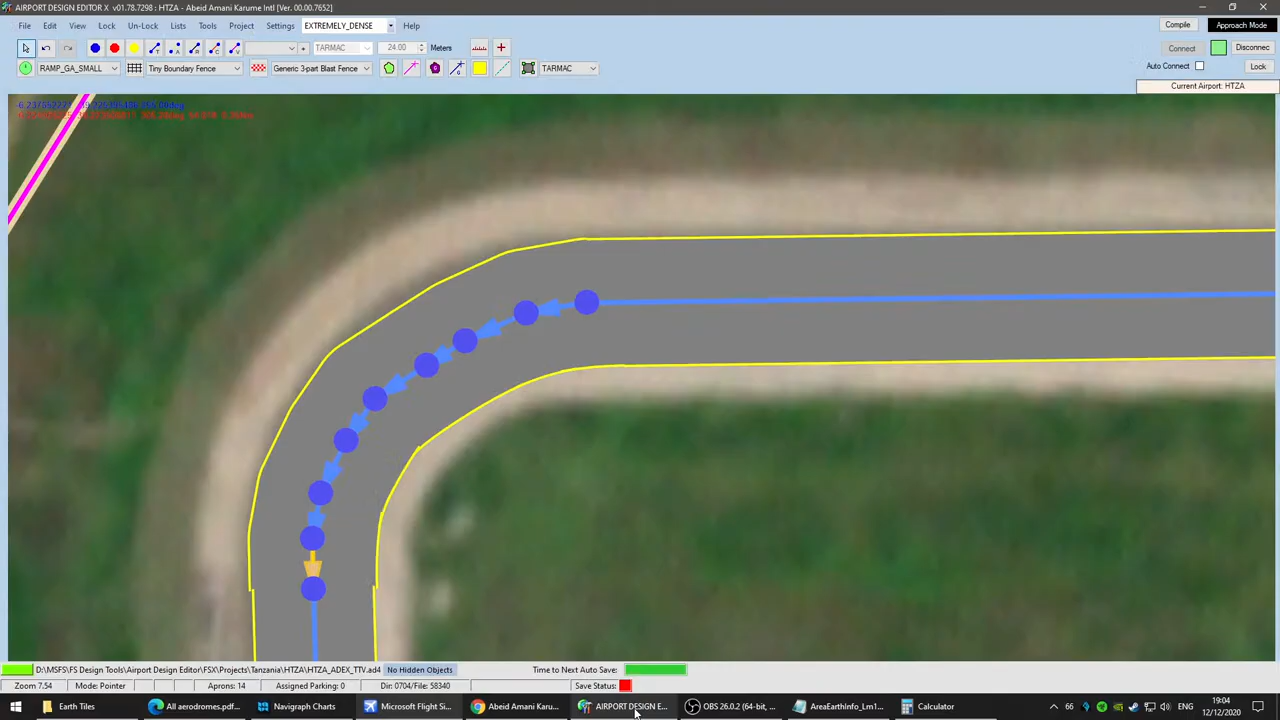 AIRPORT DESIGN EDITOR X v01.78.7298 : HTZA - Abeid Amani Karume Intl [Ver. 00.00.7652]
File Edit View Lock Un-Lock Lists Tools Project Settings EXTREMELY_DENSE Help Compile Approach Mode
TARMAC 24.00 Meters Connect Disconnec
Auto Connect Lock
RAMP_GA_SMALL Tiny Boundary Fence Generic 3-part Blast Fence TARMAC
Current Airport: HTZA
D:\MSFS\FS Design Tools\Airport Design Editor\FSX\Projects\Tanzania\HTZA\HTZA_ADEX_TTV.ad4 No Hidden Objects Time to Next Auto Save:
Zoom 7.54 Mode: Pointer Aprons: 14 Assigned Parking: 0 Dir: 0704/File: 58340 Save Status:
Earth Tiles All aerodromes.pdf... Navigraph Charts Microsoft Flight Si... Abeid Amani Karu... AIRPORT DESIGN E... OBS 26.0.2 (64-bit, ... AreaEarthInfo_Lm1... Calculator 66 ENG 19:04
12/12/2020